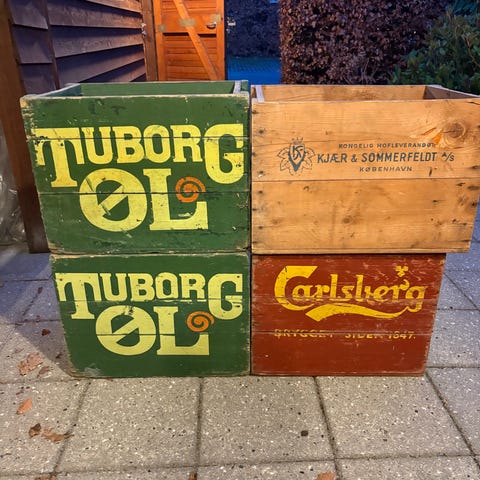 TUBORG
ØL
KONGELIG HOFLEVERANDØR
KJÆR & SOMMERFELDT A/S
KØBENHAVN
TUBORG
ØL
Carlsberg
BRYGGET SIDEN 1847.